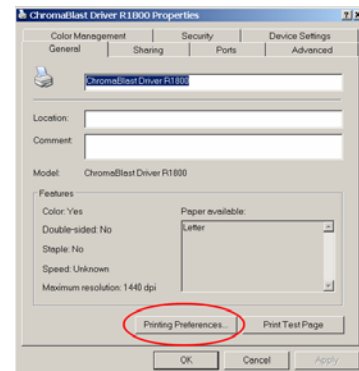 ChromaBlast Driver R1800 Properties
Color Management Security Device Settings
General Sharing Ports Advanced
ChromaBlast Driver R1800
Location:
Comment:
Model: ChromaBlast Driver R1800
Features
Color: Yes Paper available:
Double-sided: No Letter
Staple: No
Speed: Unknown
Maximum resolution: 1440 dpi
Printing Preferences... Print Test Page
OK Cancel Apply